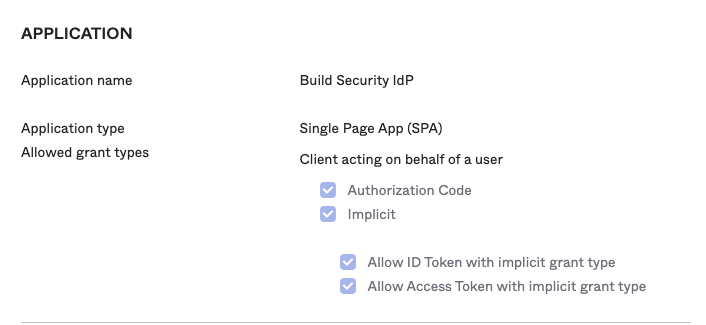 APPLICATION
Application name
Build Security IdP
Application type
Single Page App (SPA)
Allowed grant types
Client acting on behalf of a user
Authorization Code
Implicit
Allow ID Token with implicit grant type
Allow Access Token with implicit grant type